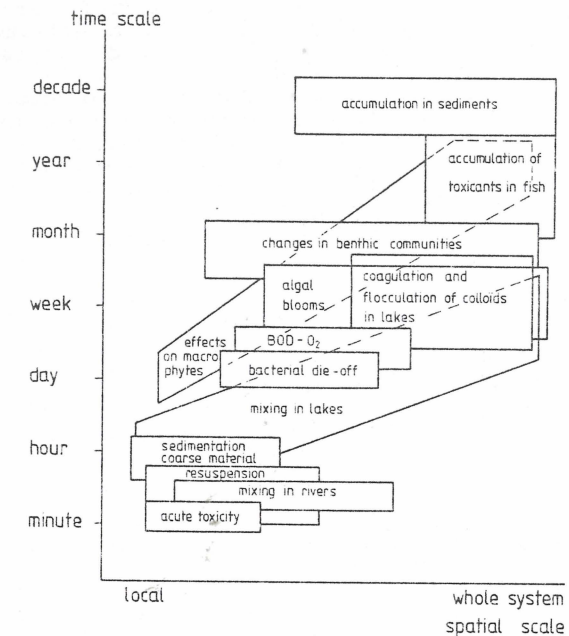 time scale
decade
accumulation in sediments
year
accumulation of
toxicants in fish
month
changes in benthic communities
algal
blooms
coagulation and
flocculation of colloids
in lakes
week
effects
on macro
phytes
BOD-O₂
bacterial die-off
day
mixing in lakes
hour
sedimentation
coarse material
resuspension
mixing in rivers
acute toxicity
minute
local
whole system
spatial scale